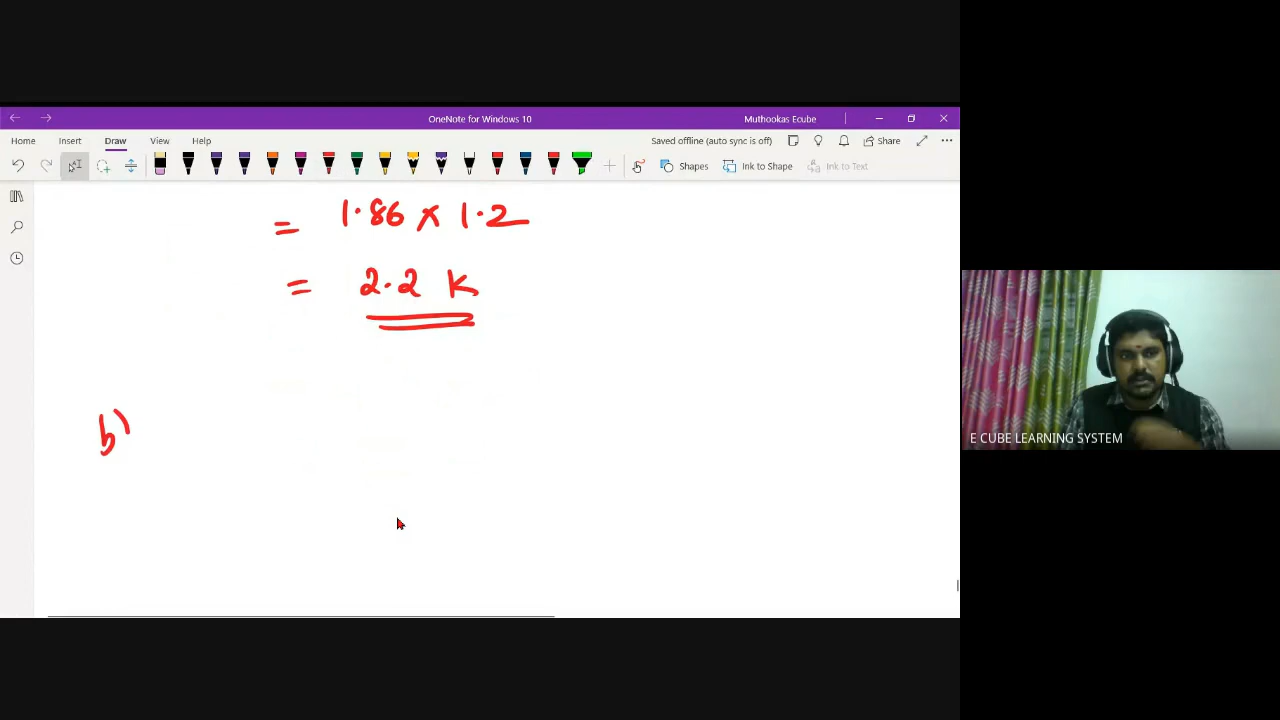 OneNote for Windows 10
Muthookas Ecube
Home Insert Draw View Help
Saved offline (auto sync is off)
Share
Shapes
Ink to Shape
Ink to Text
= 1.86 x 1.2
= 2.2 K
b)
E CUBE LEARNING SYSTEM